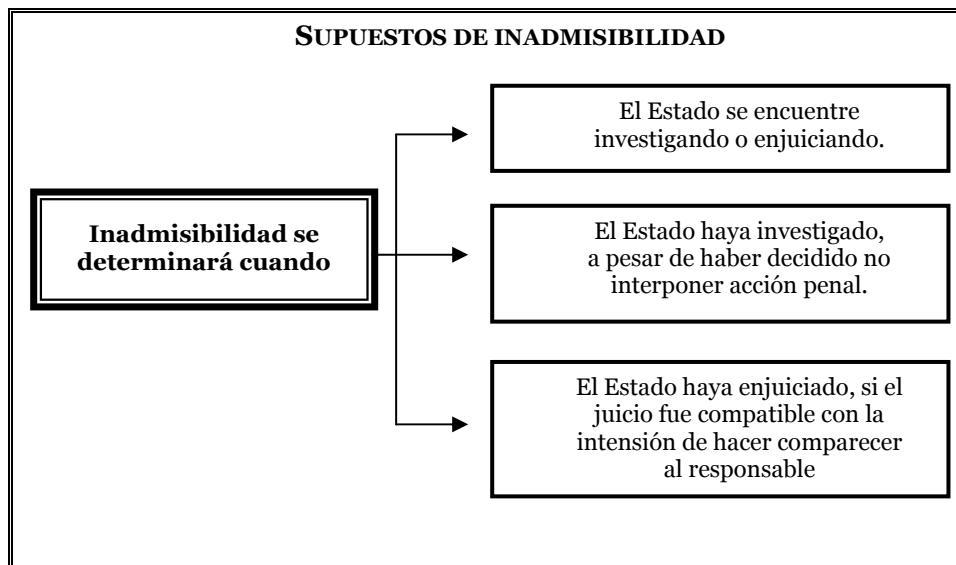 SUPUESTOS DE INADMISIBILIDAD
El Estado se encuentre
investigando o enjuiciando.
Inadmisibilidad se
determinará cuando
El Estado haya investigado,
a pesar de haber decidido no
interponer acción penal.
El Estado haya enjuiciado, si el
juicio fue compatible con la
intensión de hacer comparecer
al responsable